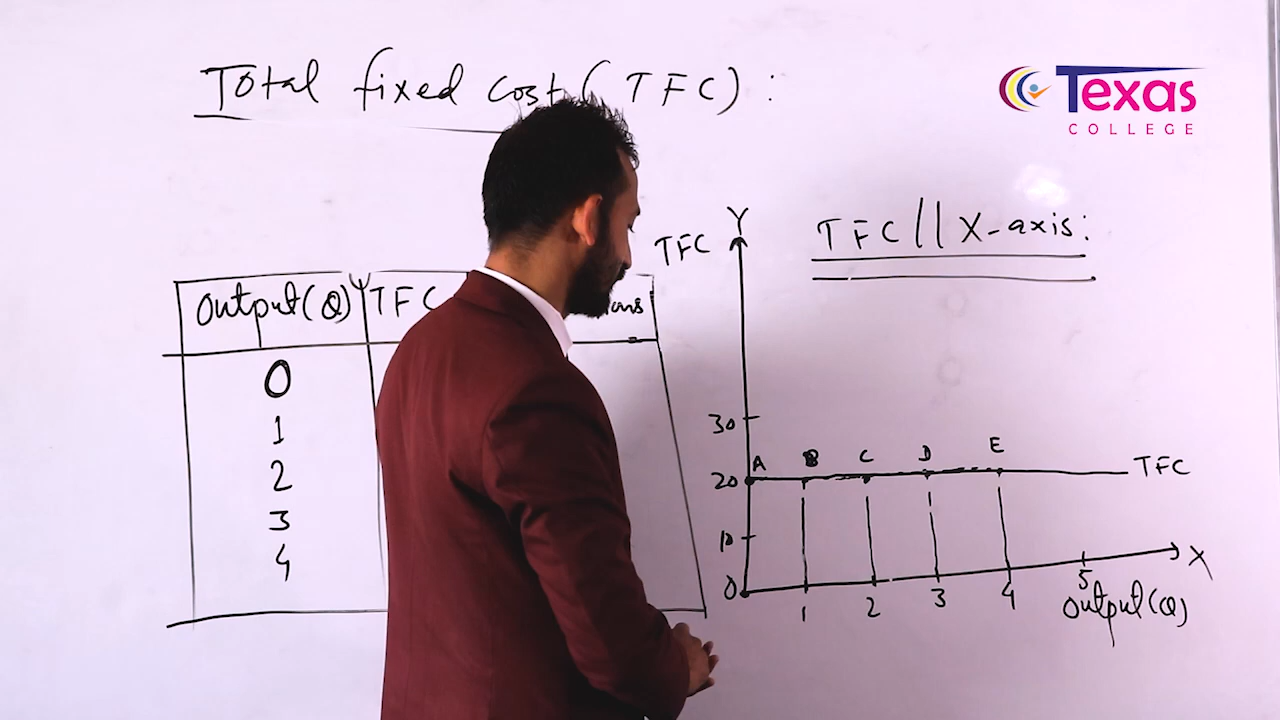 Total fixed cost (TFC) :
Texas
COLLEGE
Output(Q) TFC
0
1
2
3
4
TFC || X-axis:
Y
TFC
30
20
10
0
A B C D E
TFC
1 2 3 4 5
X
Output(Q)